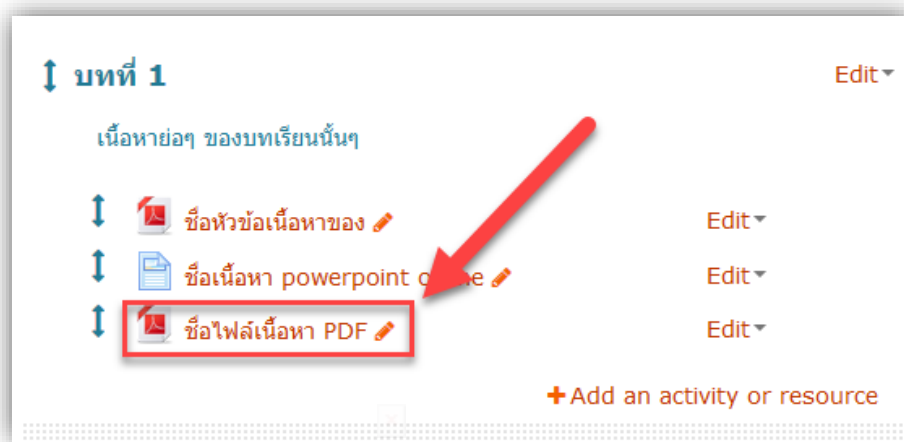 บทที่ 1 Edit
เนื้อหาย่อๆ ของบทเรียนนั้นๆ
ชื่อหัวข้อเนื้อหาของ Edit
ชื่อเนื้อหา powerpoint Edit
ชื่อไฟล์เนื้อหา PDF Edit
Add an activity or resource